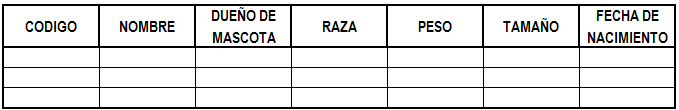 CODIGO
NOMBRE
DUEÑO DE
MASCOTA
RAZA
PESO
TAMAÑO
FECHA DE
NACIMIENTO